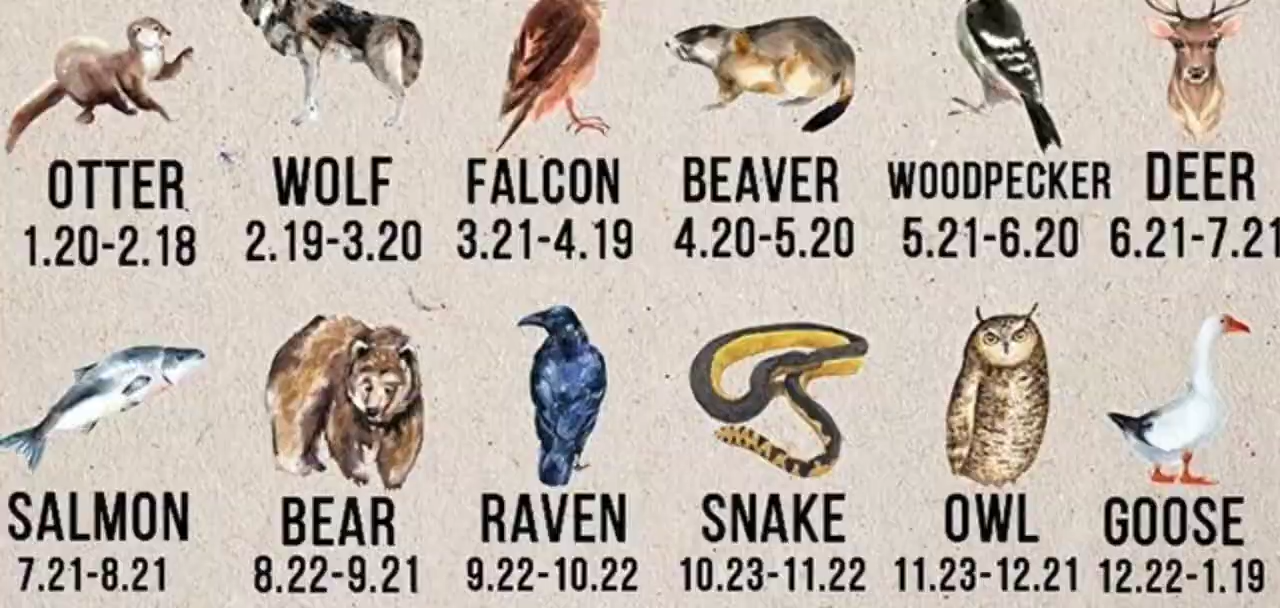 OTTER WOLF FALCON BEAVER WOODPECKER DEER
1.20-2.18 2.19-3.20 3.21-4.19 4.20-5.20 5.21-6.20 6.21-7.21
SALMON BEAR RAVEN SNAKE OWL GOOSE
7.21-8.21 8.22-9.21 9.22-10.22 10.23-11.22 11.23-12.21 12.22-1.19